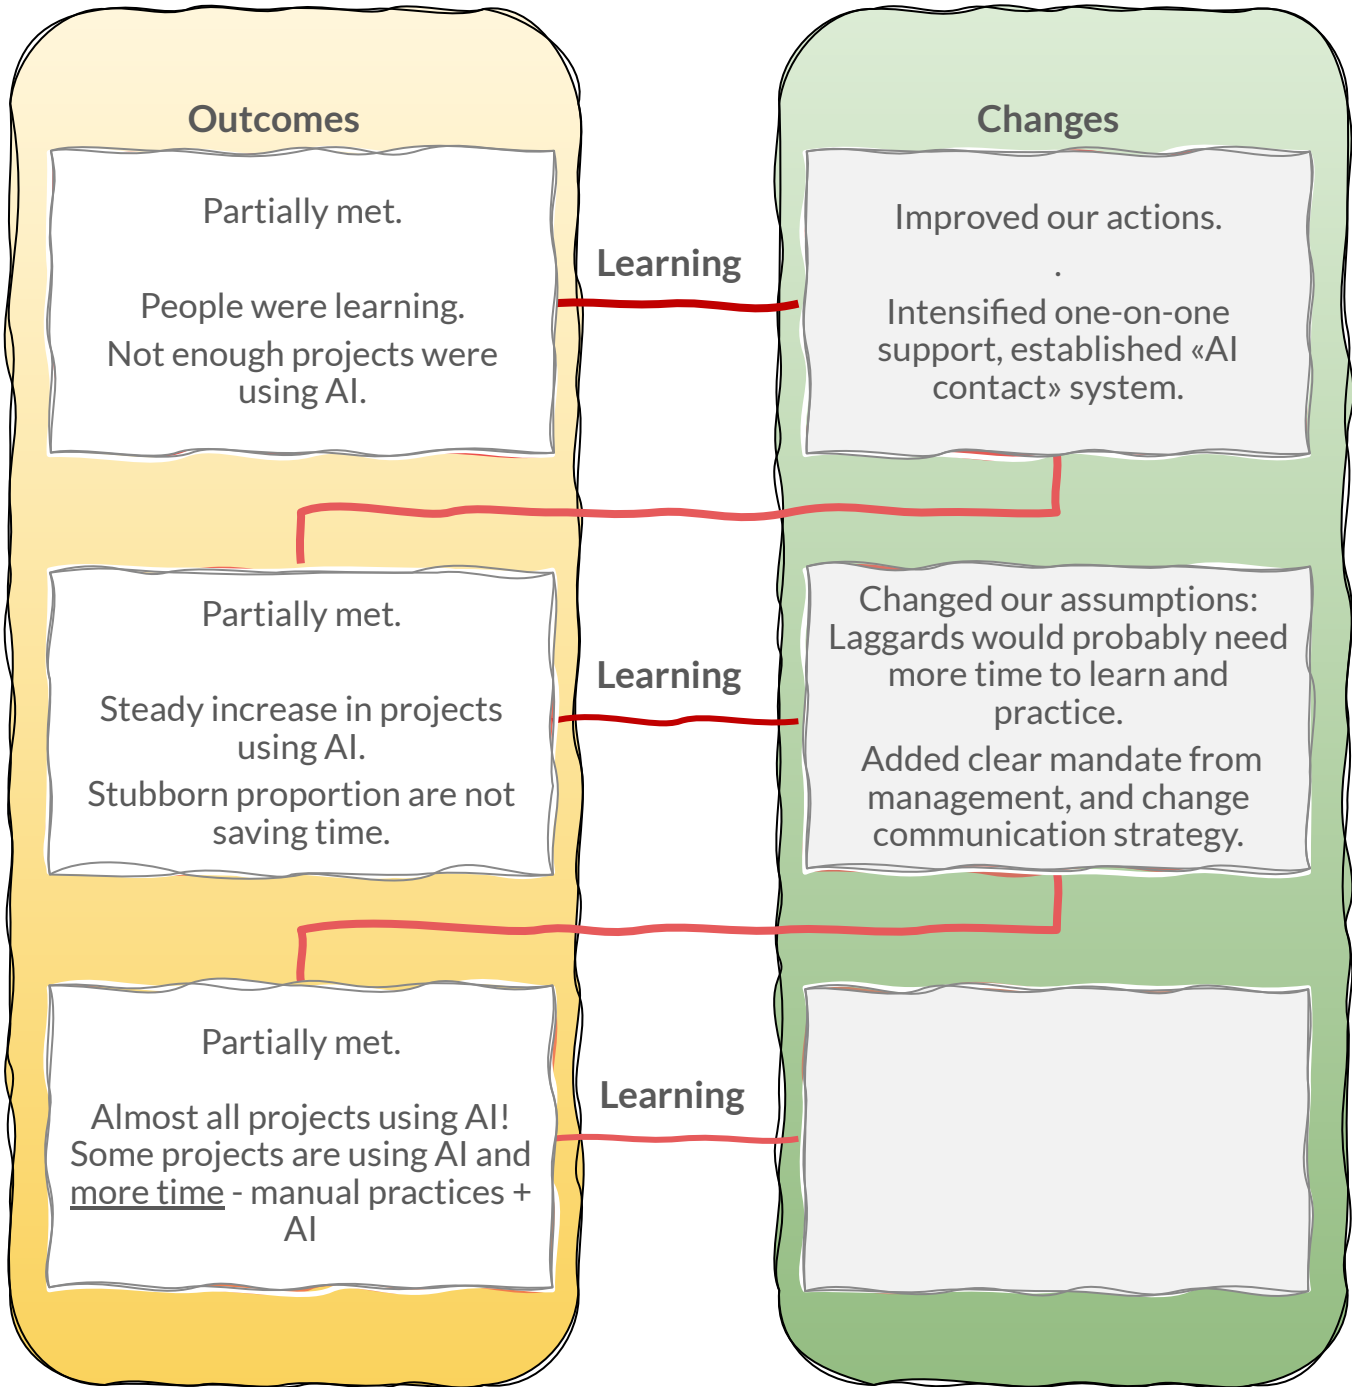 Outcomes
Partially met.
People were learning.
Not enough projects were
using AI.
Learning
Changes
Improved our actions.
.
Intensified one-on-one
support, established «AI
contact» system.
Partially met.
Steady increase in projects
using AI.
Stubborn proportion are not
saving time.
Learning
Changed our assumptions:
Laggards would probably need
more time to learn and
practice.
Added clear mandate from
management, and change
communication strategy.
Partially met.
Almost all projects using AI!
Some projects are using AI and
more time - manual practices +
AI
Learning